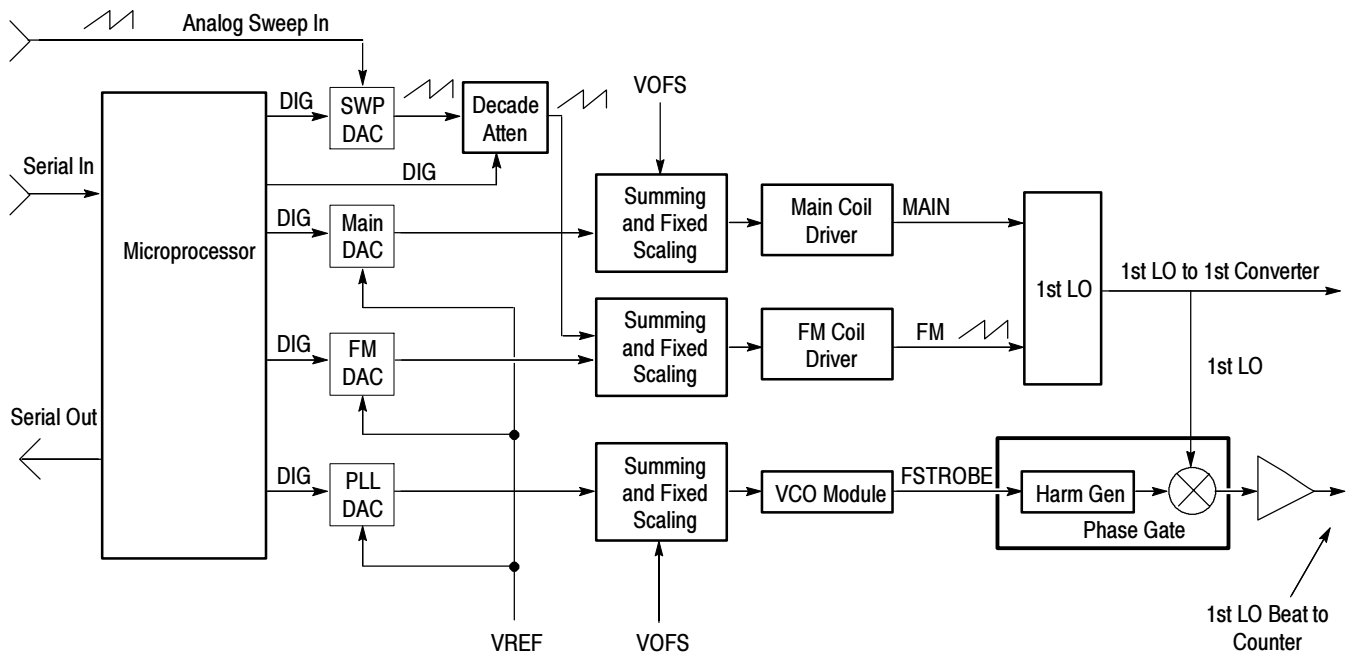 Analog Sweep In
DIG
SWP
DAC
Decade
Atten
VOFS
Serial In
DIG
Microprocessor
DIG
Main
DAC
Summing
and Fixed
Scaling
Main Coil
Driver
MAIN
1st LO
1st LO to 1st Converter
DIG
FM
DAC
Summing
and Fixed
Scaling
FM Coil
Driver
FM
1st LO
Serial Out
DIG
PLL
DAC
Summing
and Fixed
Scaling
VCO Module
FSTROBE
Harm Gen
Phase Gate
VREF
VOFS
1st LO Beat to
Counter